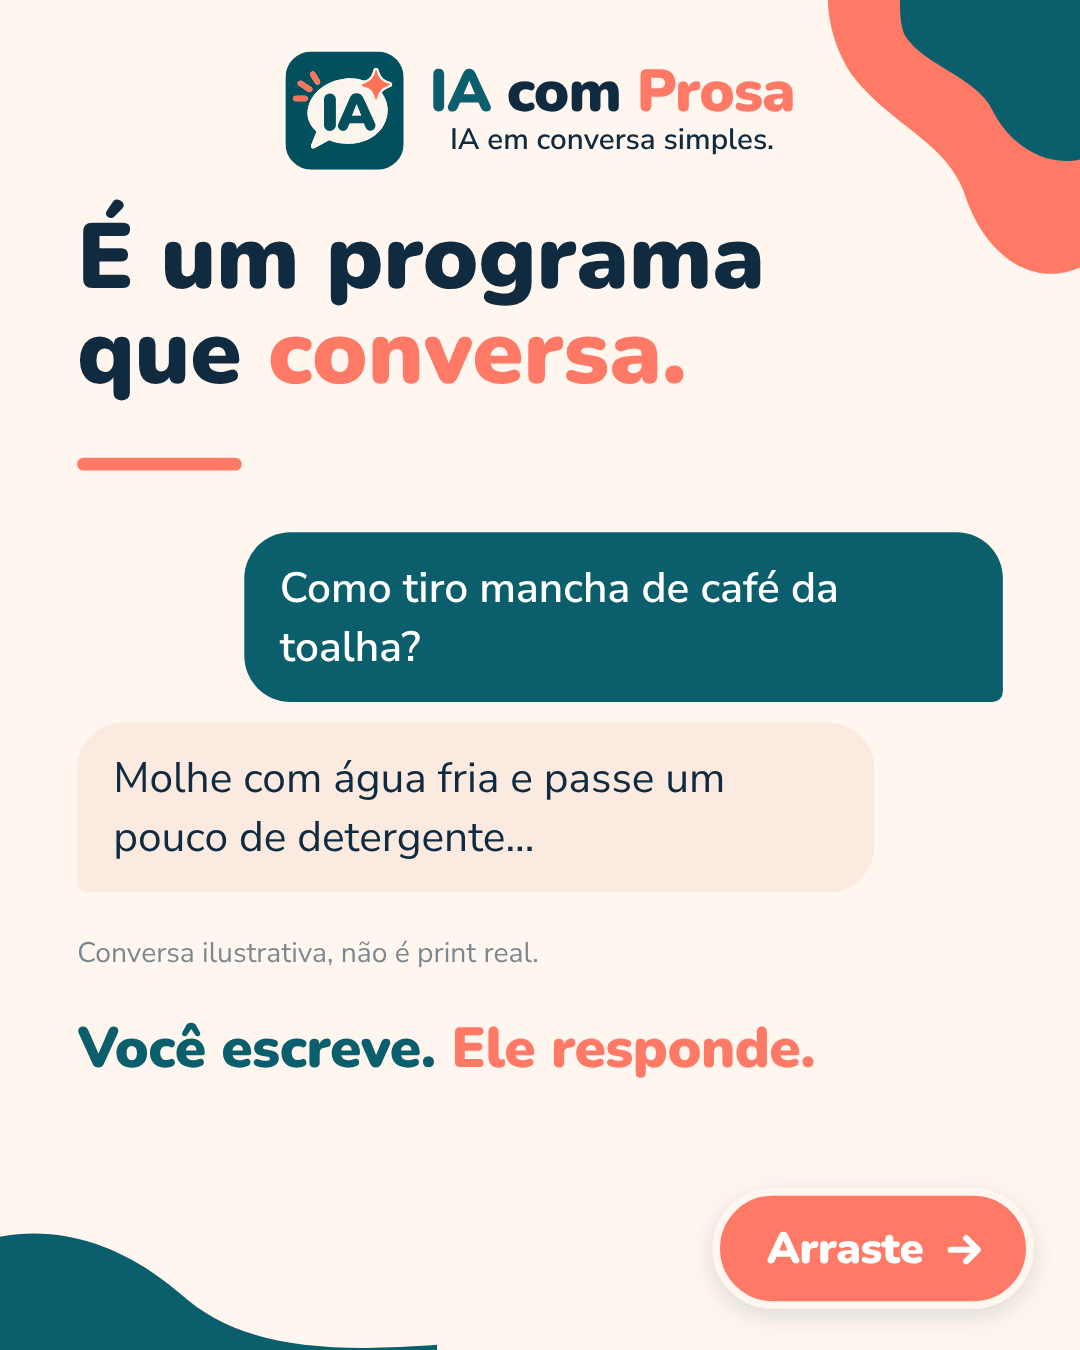 IA
IA com Prosa
IA em conversa simples.
É um programa
que conversa.
Como tiro mancha de café da
toalha?
Molhe com água fria e passe um
pouco de detergente...
Conversa ilustrativa, não é print real.
Você escreve. Ele responde.
Arraste →